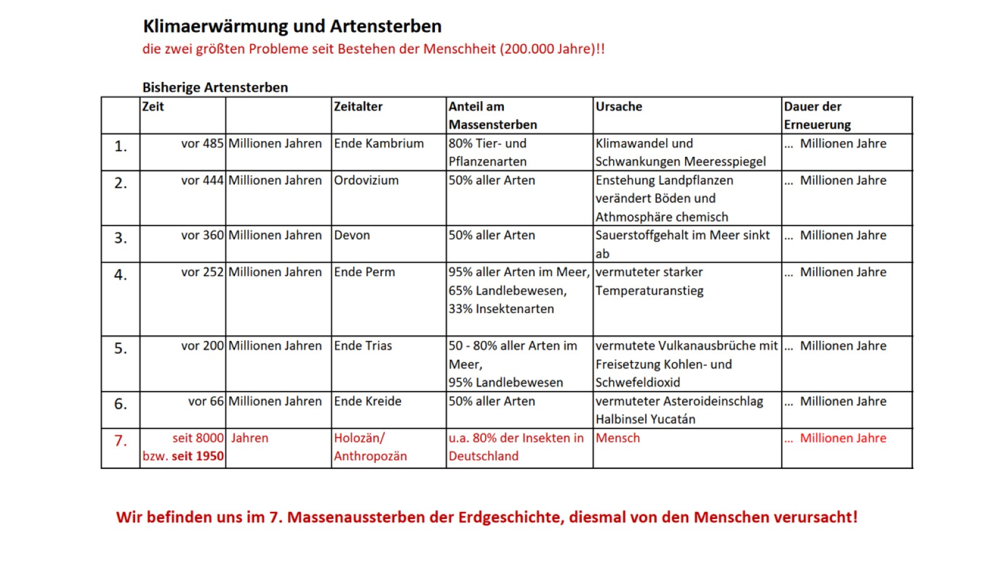 Klimaerwärmung und Artensterben
die zwei größten Probleme seit Bestehen der Menschheit (200.000 Jahre)!!
Bisherige Artensterben
Zeit Zeitalter Anteil am Ursache Dauer der
Massensterben Erneuerung
1. vor 485 Millionen Jahren Ende Kambrium 80% Tier- und Klimawandel und ... Millionen Jahre
Pflanzenarten Schwankungen Meeresspiegel
2. vor 444 Millionen Jahren Ordovizium 50% aller Arten Enstehung Landpflanzen ... Millionen Jahre
verändert Böden und
Athmosphäre chemisch
3. vor 360 Millionen Jahren Devon 50% aller Arten Sauerstoffgehalt im Meer sinkt ... Millionen Jahre
ab
4. vor 252 Millionen Jahren Ende Perm 95% aller Arten im Meer, vermuteter starker ... Millionen Jahre
65% Landlebewesen, Temperaturanstieg
33% Insektenarten
5. vor 200 Millionen Jahren Ende Trias 50 - 80% aller Arten im vermutete Vulkanausbrüche mit ... Millionen Jahre
Meer, Freisetzung Kohlen- und
95% Landlebewesen Schwefeldioxid
6. vor 66 Millionen Jahren Ende Kreide 50% aller Arten vermuteter Asteroideinschlag ... Millionen Jahre
Halbinsel Yucatán
7. seit 8000 Jahren Holozän/ u.a. 80% der Insekten in Mensch ... Millionen Jahre
bzw. seit 1950 Anthropozän Deutschland
Wir befinden uns im 7. Massenaussterben der Erdgeschichte, diesmal von den Menschen verursacht!